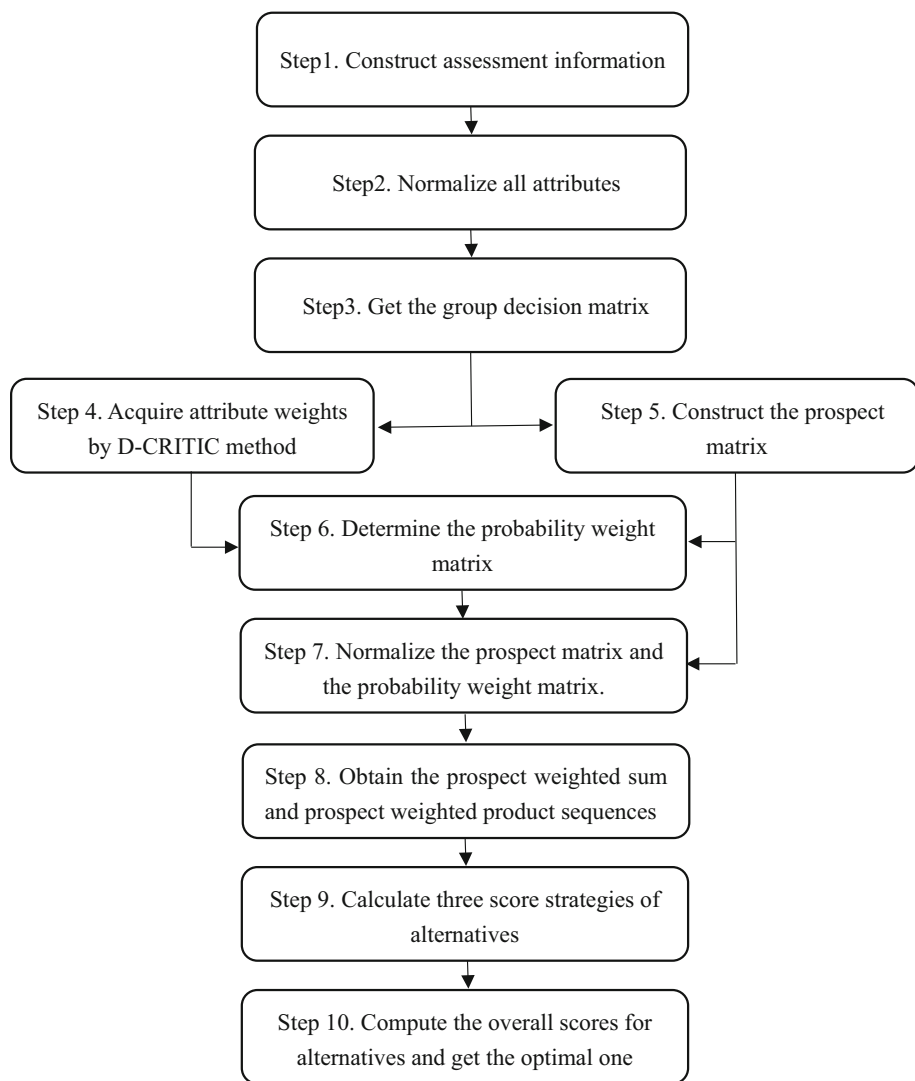 Step1. Construct assessment information
Step2. Normalize all attributes
Step3. Get the group decision matrix
Step 4. Acquire attribute weights
by D-CRITIC method
Step 5. Construct the prospect
matrix
Step 6. Determine the probability weight
matrix
Step 7. Normalize the prospect matrix and
the probability weight matrix.
Step 8. Obtain the prospect weighted sum
and prospect weighted product sequences
Step 9. Calculate three score strategies of
alternatives
Step 10. Compute the overall scores for
alternatives and get the optimal one